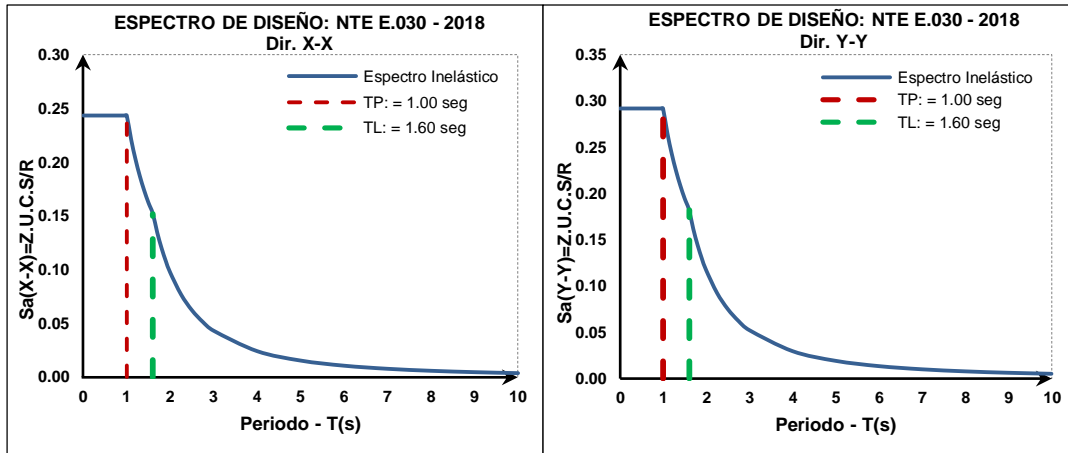 ESPECTRO DE DISEÑO: NTE E.030 - 2018
Dir. X-X
Sa(X-X)=Z.U.C.S/R
0.30
0.25
0.20
0.15
0.10
0.05
0.00
Espectro Inelástico
TP: = 1.00 seg
TL: = 1.60 seg
0 1 2 3 4 5 6 7 8 9 10
Periodo - T(s)
ESPECTRO DE DISEÑO: NTE E.030 - 2018
Dir. Y-Y
Sa(Y-Y)=Z.U.C.S/R
0.35
0.30
0.25
0.20
0.15
0.10
0.05
0.00
Espectro Inelástico
TP: = 1.00 seg
TL: = 1.60 seg
0 1 2 3 4 5 6 7 8 9 10
Periodo - T(s)